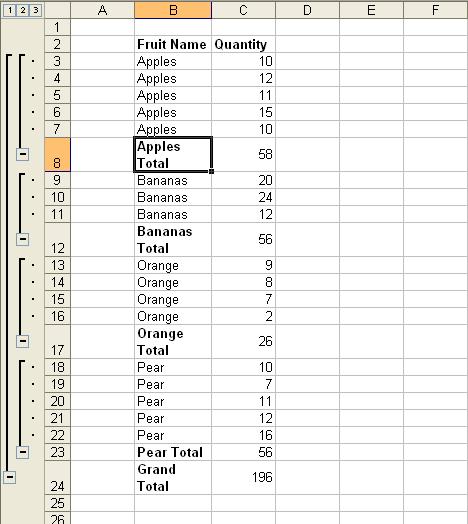 1 2 3 A B C D E F
1
2 Fruit Name Quantity
3 Apples 10
4 Apples 12
5 Apples 11
6 Apples 15
7 Apples 10
Apples
8 Total 58
9 Bananas 20
10 Bananas 24
11 Bananas 12
Bananas
12 Total 56
13 Orange 9
14 Orange 8
15 Orange 7
16 Orange 2
Orange
17 Total 26
18 Pear 10
19 Pear 7
20 Pear 11
21 Pear 12
22 Pear 16
23 Pear Total 56
Grand
24 Total 196
25
26